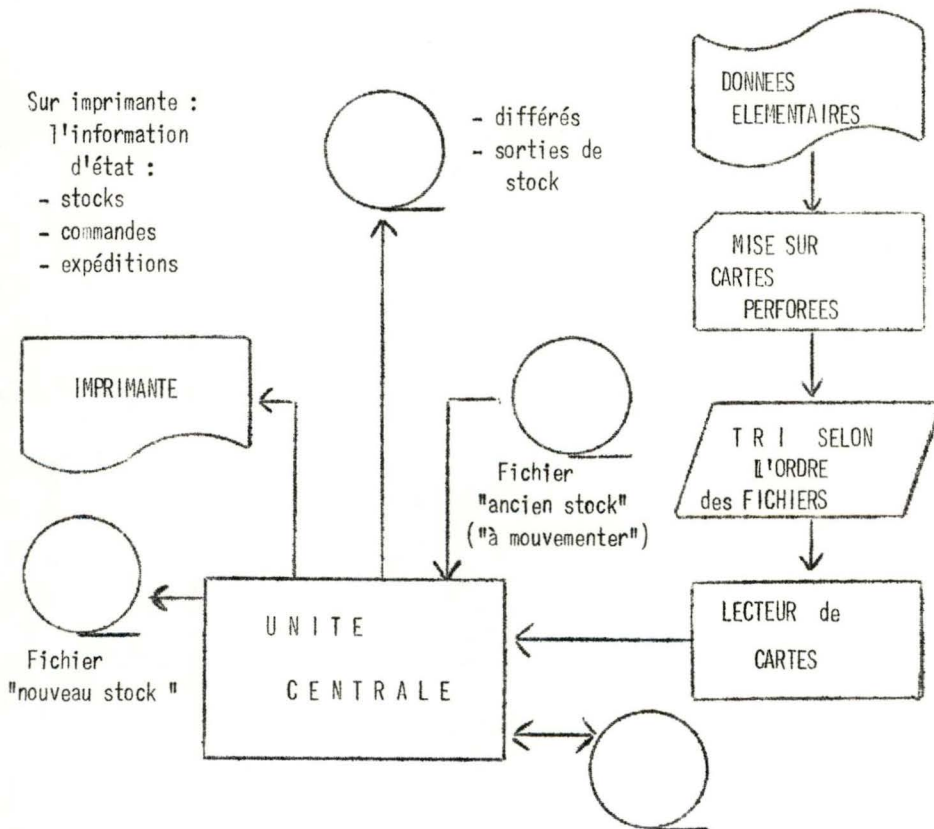 Sur imprimante :
l'information
d'état :
- stocks
- commandes
- expéditions
- différés
- sorties de
stock
DONNEES
ELEMENTAIRES
MISE SUR
CARTES
PERFOREES
IMPRIMANTE
Fichier
"ancien stock"
("à mouvementer")
T R I SELON
L'ORDRE
des FICHIERS
Fichier
"nouveau stock "
U N I T E
C E N T R A L E
LECTEUR de
CARTES